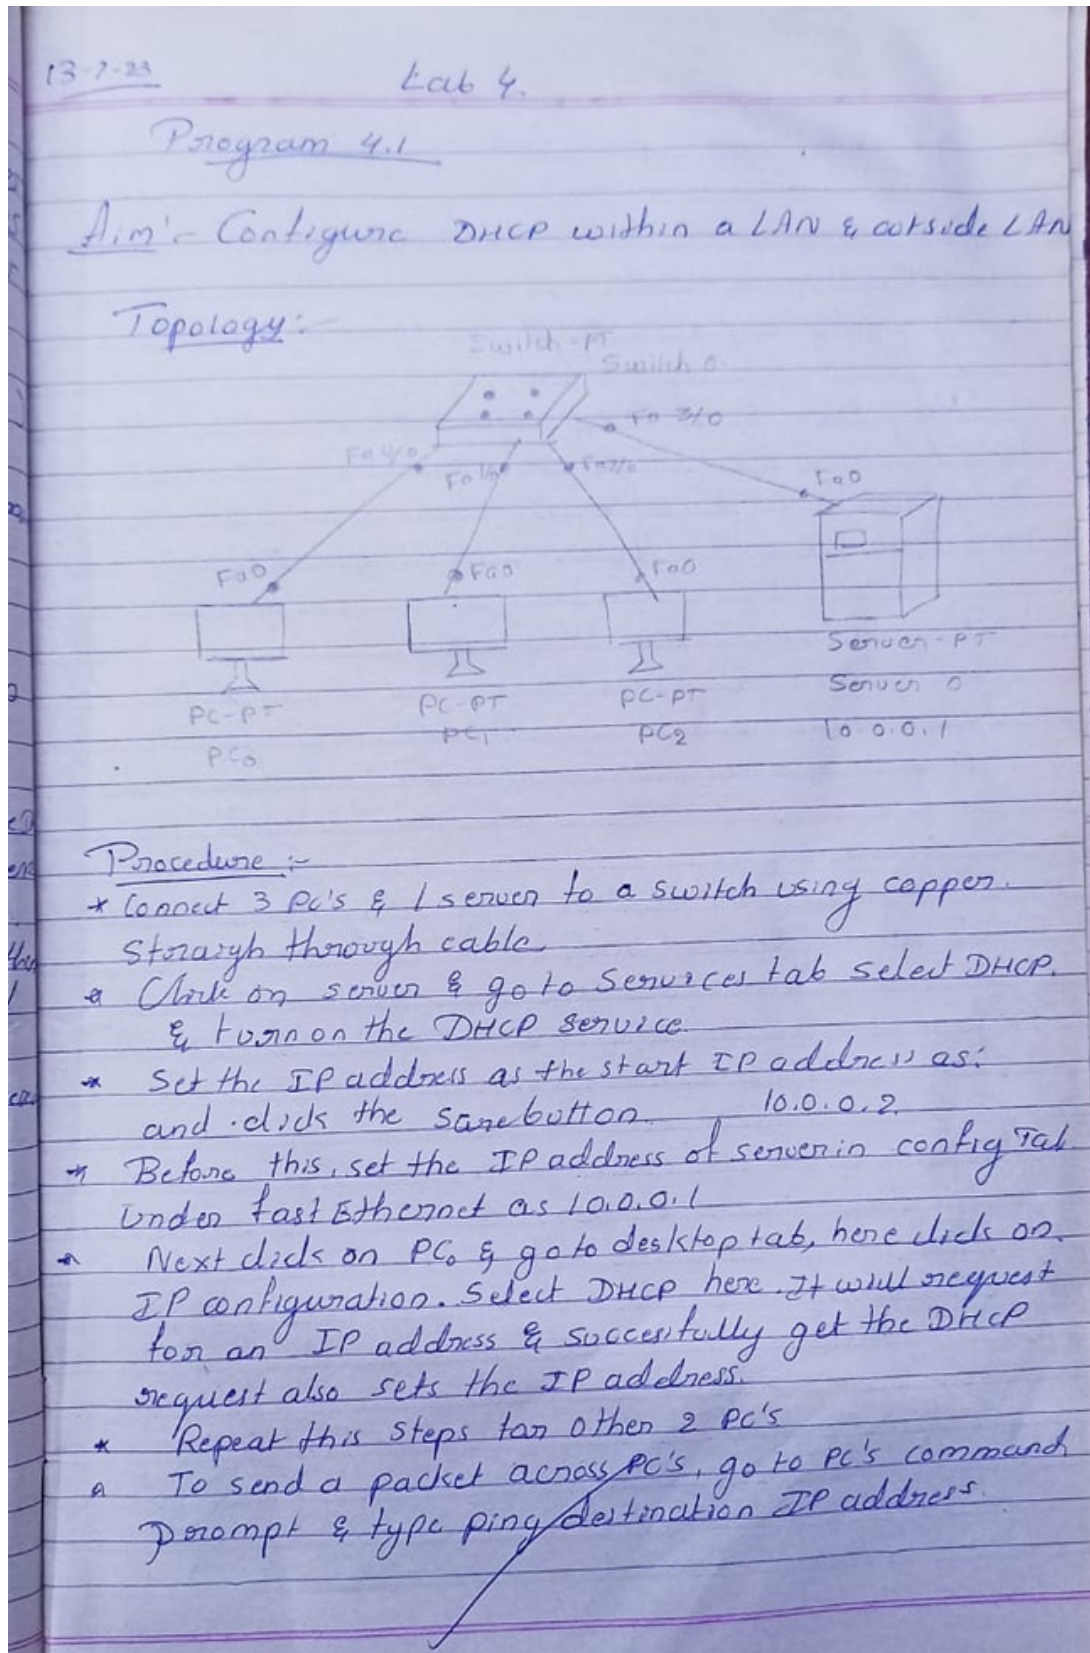 13-7-23
Lab 4.
Program 4.1
Aim:- Configure DHCP within a LAN & outside LAN
Topology:-
Switch-PT
Switch 0
Fa 3/0
Fa 0/0
Fa 1/0
Fa 2/0
Fa0
Fa0
Fa0
Fa0
Server-PT
Server 0
10.0.0.1
PC-PT
PC0
PC-PT
PC1
PC-PT
PC2
Procedure :-
* Connect 3 PC's & 1 server to a switch using copper.
Straigh through cable.
* Click on server & go to Services tab select DHCP.
& turn on the DHCP service.
* Set the IP address as the start IP address as:
and click the save button. 10.0.0.2.
* Before this, set the IP address of server in config Tab
Under fast Ethernet as 10.0.0.1
* Next click on PC0 & go to desktop tab, here click on.
IP configuration. Select DHCP here. It will request
for an IP address & succesifully get the DHCP
request also sets the IP address.
* Repeat this steps for other 2 PC's
* To send a packet across PC's, go to PC's command
prompt & type ping destination IP address.